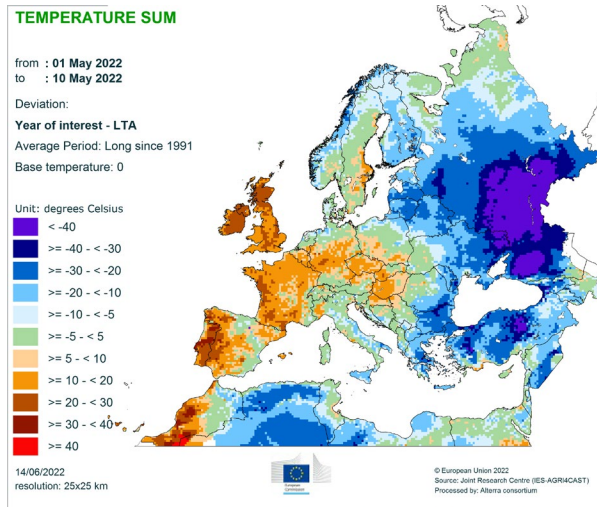 TEMPERATURE SUM
from : 01 May 2022
to : 10 May 2022
Deviation:
Year of interest - LTA
Average Period: Long since 1991
Base temperature: 0
Unit: degrees Celsius
< -40
>= -40 - < -30
>= -30 - < -20
>= -20 - < -10
>= -10 - < -5
>= -5 - < 5
>= 5 - < 10
>= 10 - < 20
>= 20 - < 30
>= 30 - < 40
>= 40
14/06/2022
resolution: 25x25 km
European
Commission
© European Union 2022
Source: Joint Research Centre (IES-AGRI4CAST)
Processed by: Alterra consortium